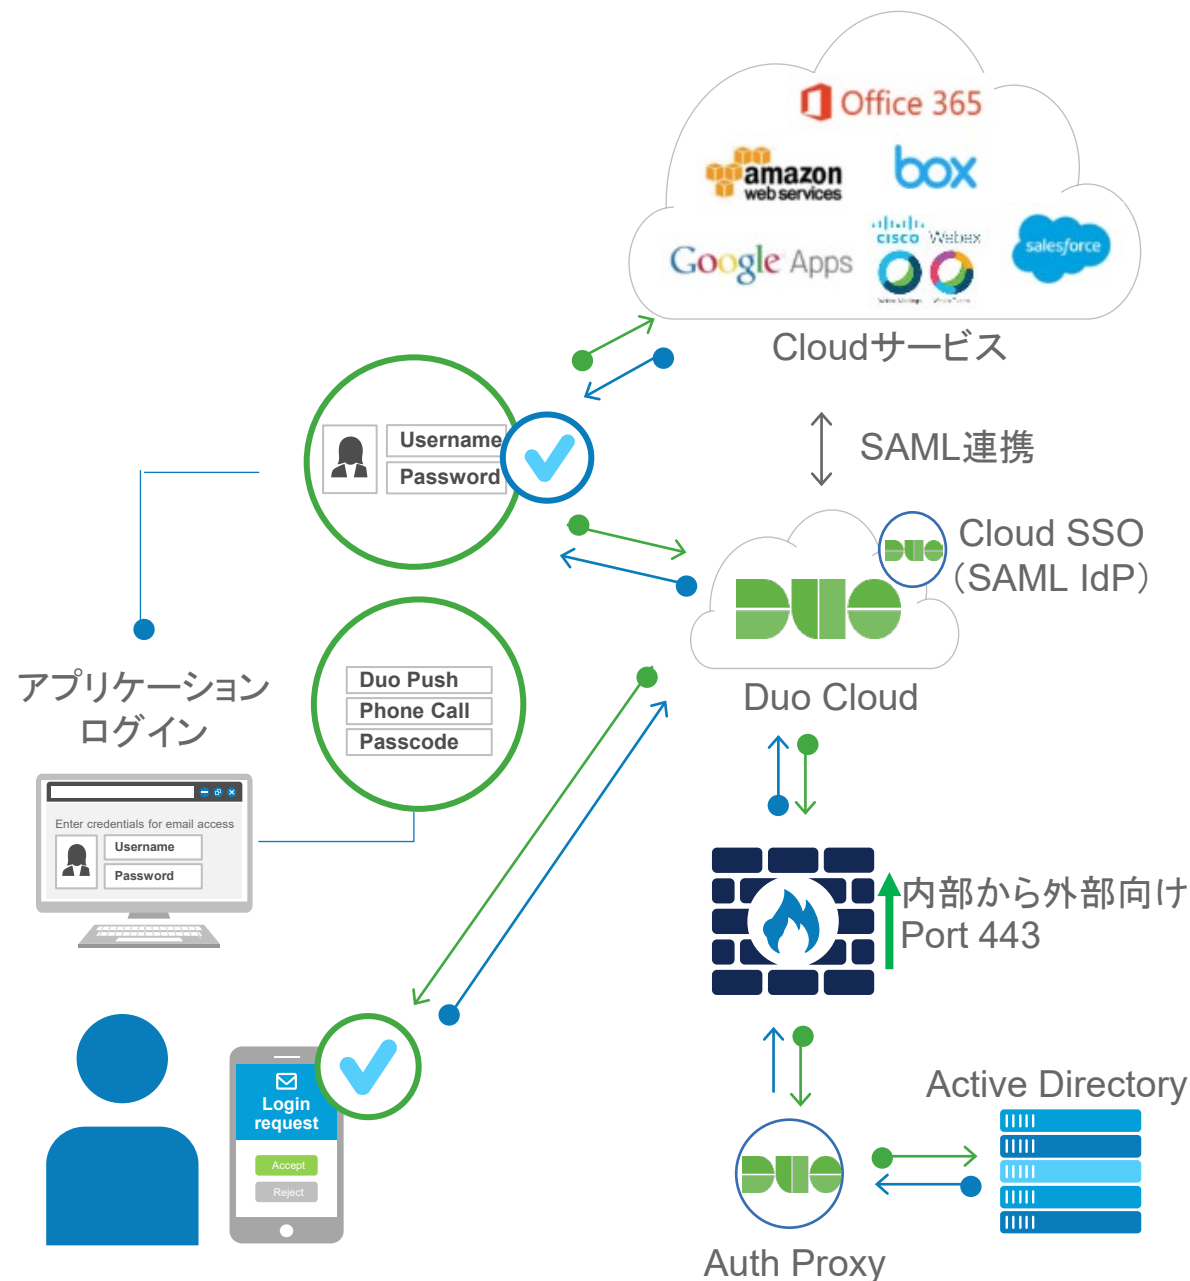 Office 365
amazon
web services
box
Google Apps
CISCO Webex
salesforce
Cloudサービス
SAML連携
Username
Password
Cloud SSO
（SAML IdP）
DUO
DUO
Duo Cloud
アプリケーション
ログイン
Duo Push
Phone Call
Passcode
Enter credentials for email access
Username
Password
内部から外部向け
Port 443
Login
request
Accept
Reject
Active Directory
DUO
Auth Proxy